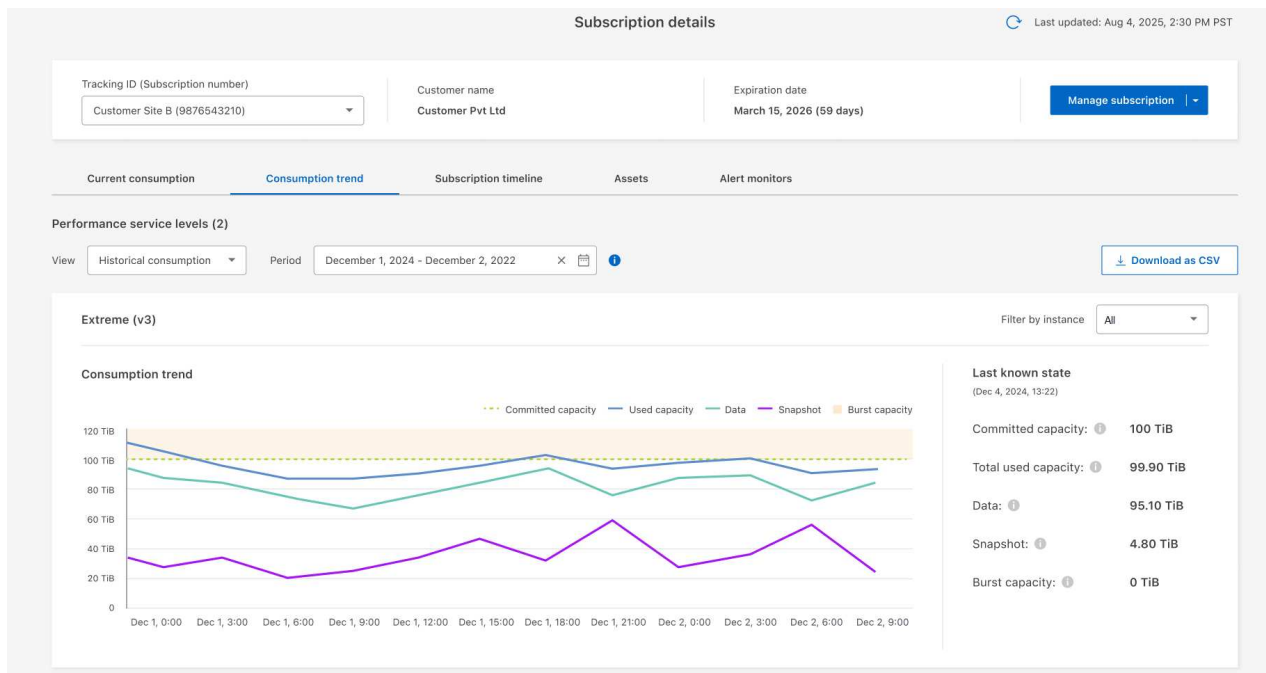 Subscription details
Last updated: Aug 4, 2025, 2:30 PM PST
Tracking ID (Subscription number)
Customer Site B (9876543210)
Customer name
Customer Pvt Ltd
Expiration date
March 15, 2026 (59 days)
Manage subscription
Current consumption
Consumption trend
Subscription timeline
Assets
Alert monitors
Performance service levels (2)
View
Historical consumption
Period
December 1, 2024 - December 2, 2022
Download as CSV
Extreme (v3)
Filter by instance
All
Consumption trend
Committed capacity
Used capacity
Data
Snapshot
Burst capacity
120 TiB
100 TiB
80 TiB
60 TiB
40 TiB
20 TiB
0
Dec 1, 0:00
Dec 1, 3:00
Dec 1, 6:00
Dec 1, 9:00
Dec 1, 12:00
Dec 1, 15:00
Dec 1, 18:00
Dec 1, 21:00
Dec 2, 0:00
Dec 2, 3:00
Dec 2, 6:00
Dec 2, 9:00
Last known state
(Dec 4, 2024, 13:22)
Committed capacity: 100 TiB
Total used capacity: 99.90 TiB
Data: 95.10 TiB
Snapshot: 4.80 TiB
Burst capacity: 0 TiB